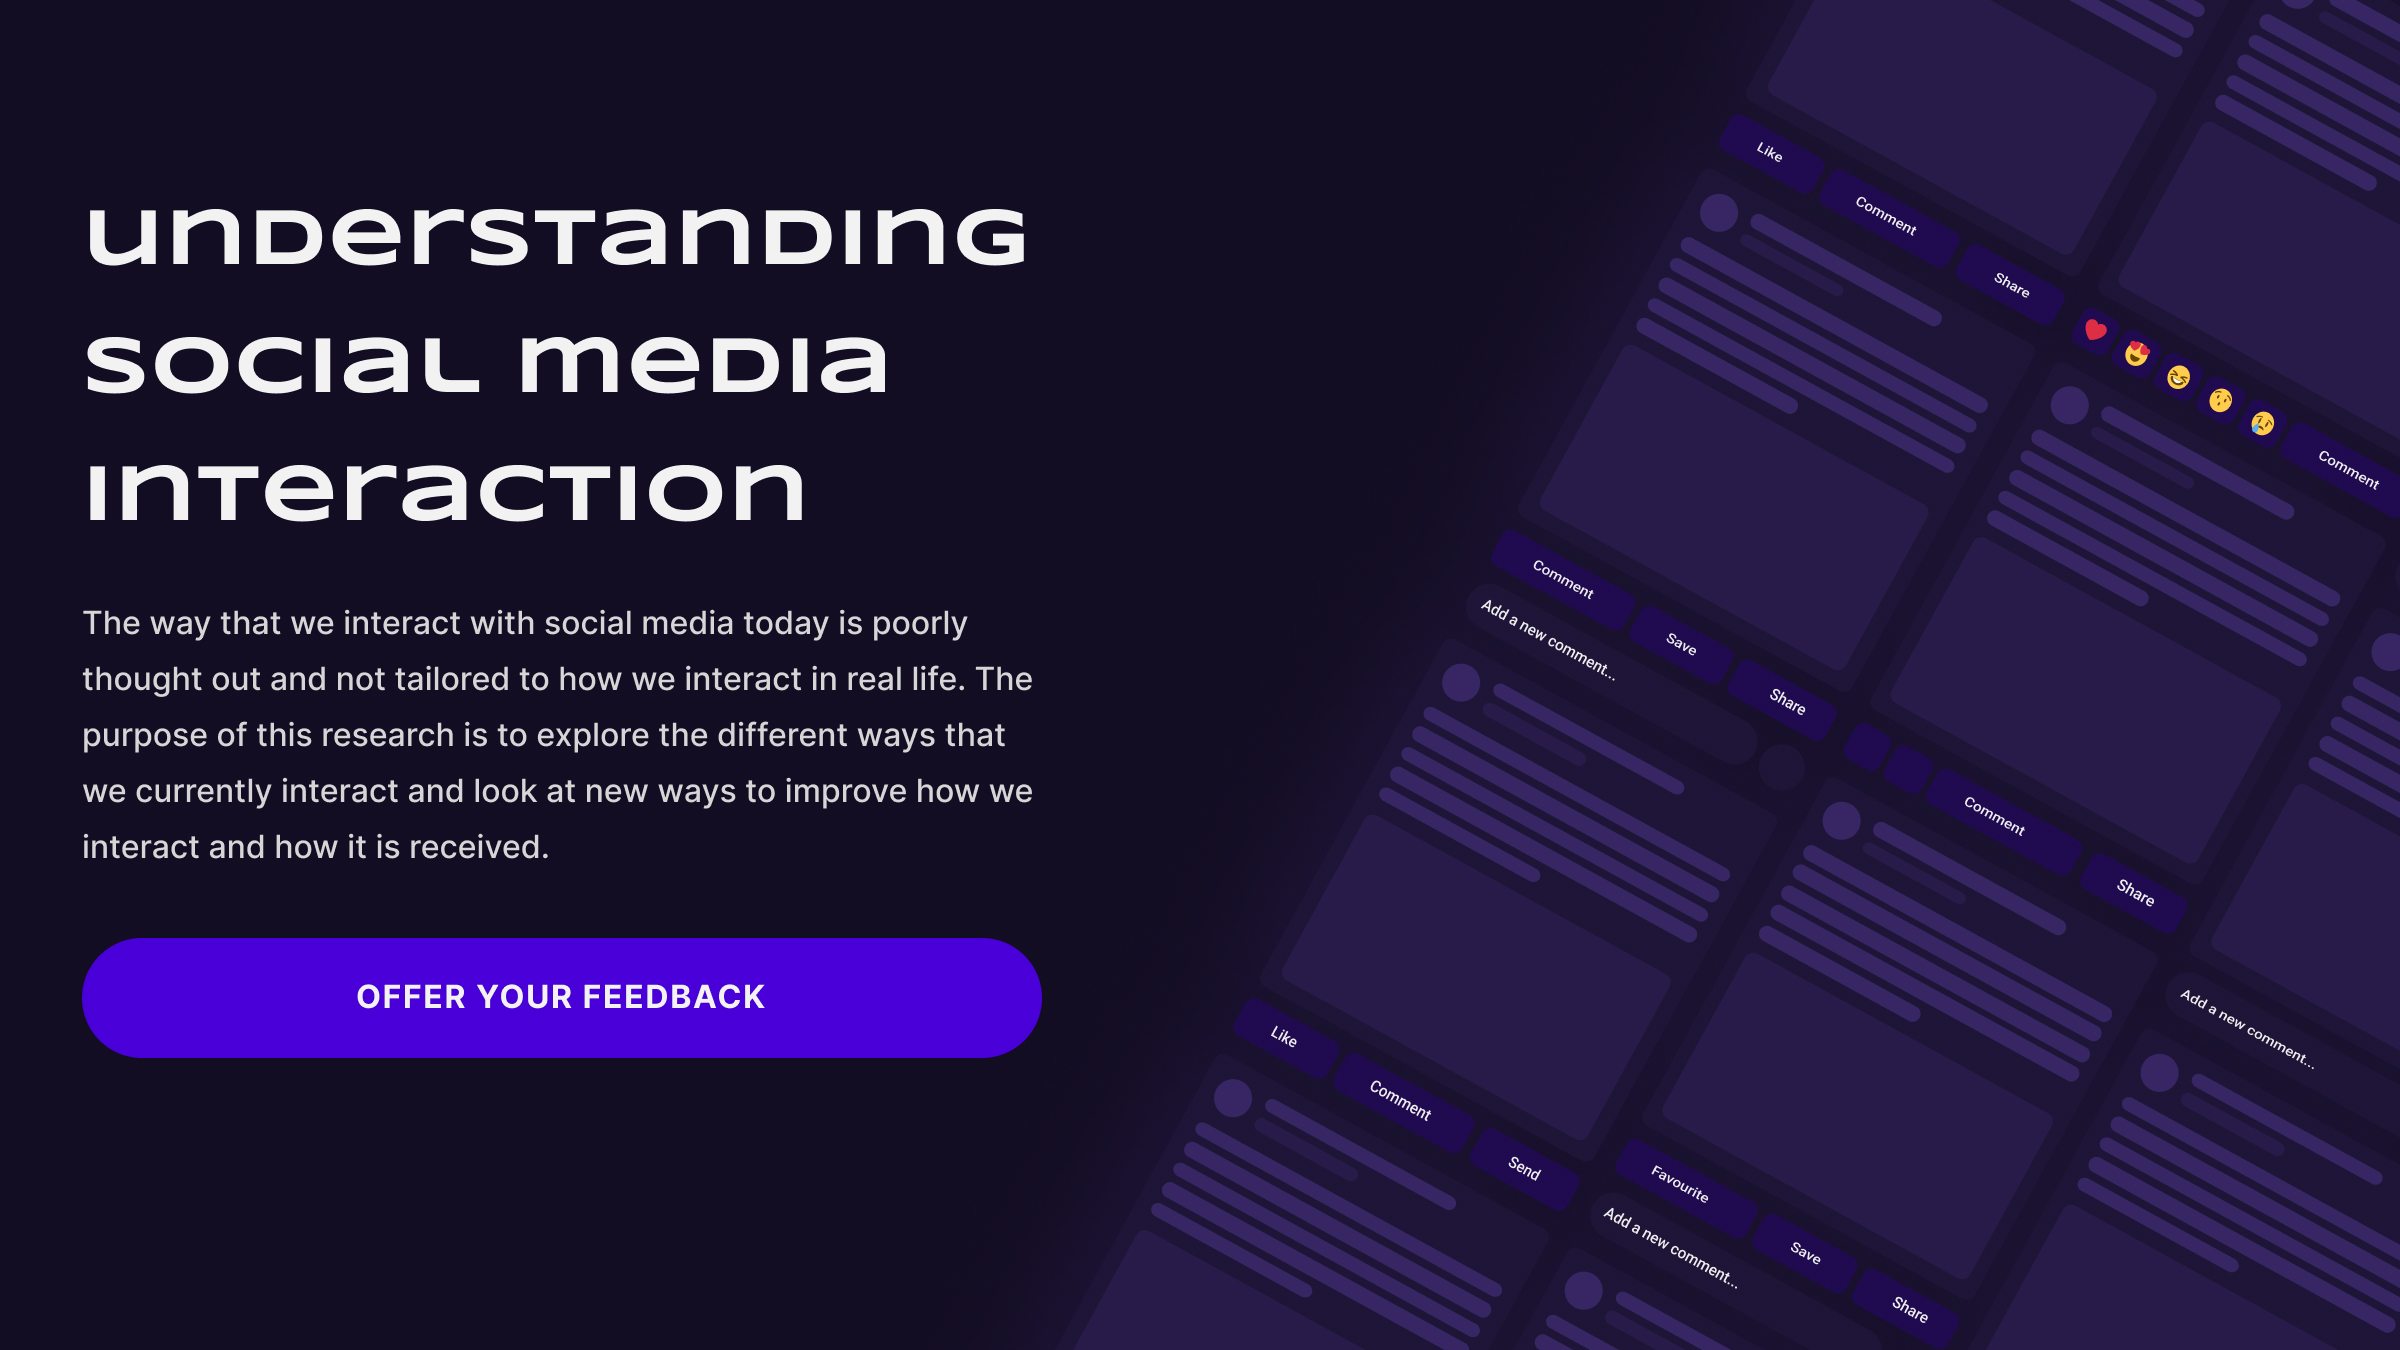 understanding
social media
interaction
The way that we interact with social media today is poorly
thought out and not tailored to how we interact in real life. The
purpose of this research is to explore the different ways that
we currently interact and look at new ways to improve how we
interact and how it is received.
OFFER YOUR FEEDBACK
Like
Comment
Share
Comment
Comment
Save
Share
Add a new comment...
Comment
Share
Like
Comment
Send
Add a new comment...
Favourite
Save
Share
Add a new comment...